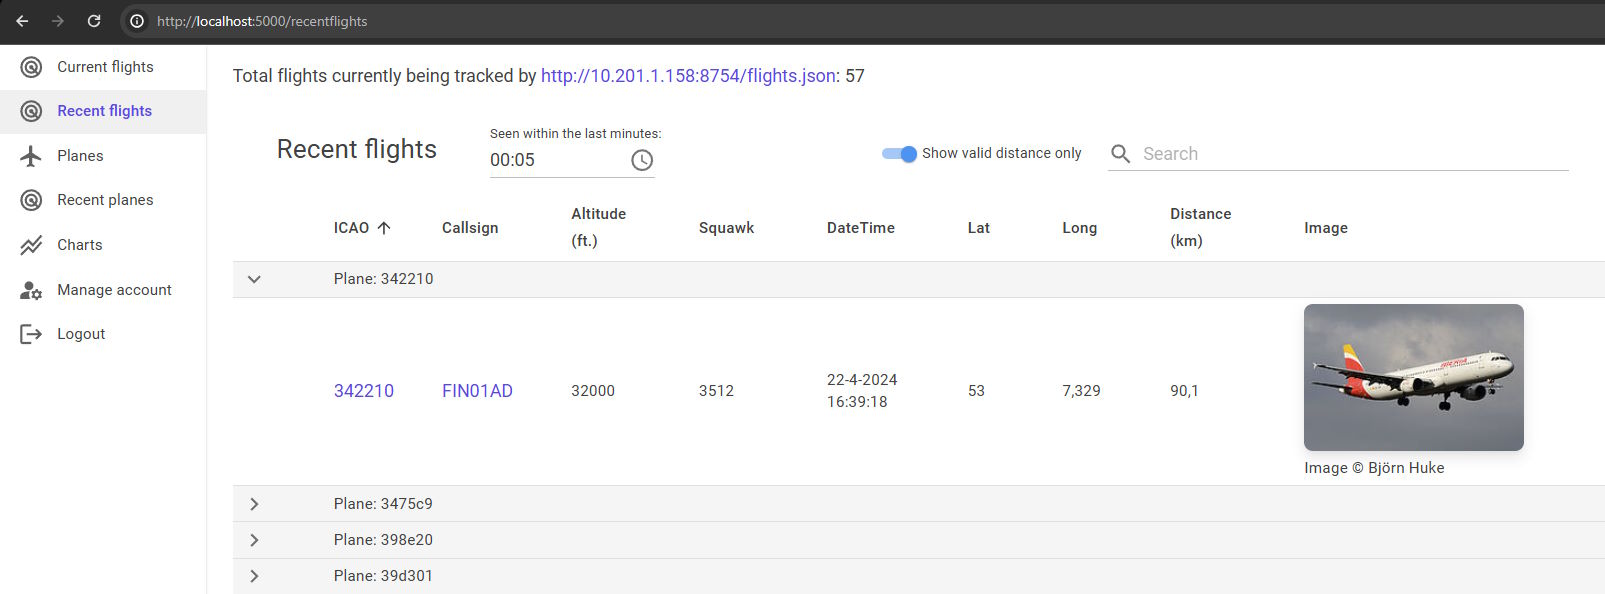 http://localhost:5000/recentflights
Current flights
Recent flights
Planes
Recent planes
Charts
Manage account
Logout
Total flights currently being tracked by http://10.201.1.158:8754/flights.json: 57
Recent flights
Seen within the last minutes:
00:05
Show valid distance only
Search
ICAO Callsign Altitude (ft.) Squawk DateTime Lat Long Distance (km) Image
Plane: 342210
342210 FIN01AD 32000 3512 22-4-2024 16:39:18 53 7,329 90,1
IBERIA
Image © Björn Huke
Plane: 3475c9
Plane: 398e20
Plane: 39d301